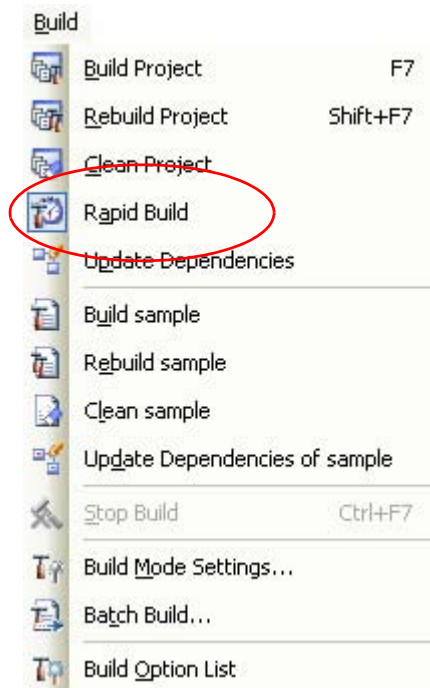 Build
Build Project F7
Rebuild Project Shift+F7
Clean Project
Rapid Build
Update Dependencies
Build sample
Rebuild sample
Clean sample
Update Dependencies of sample
Stop Build Ctrl+F7
Build Mode Settings...
Batch Build...
Build Option List